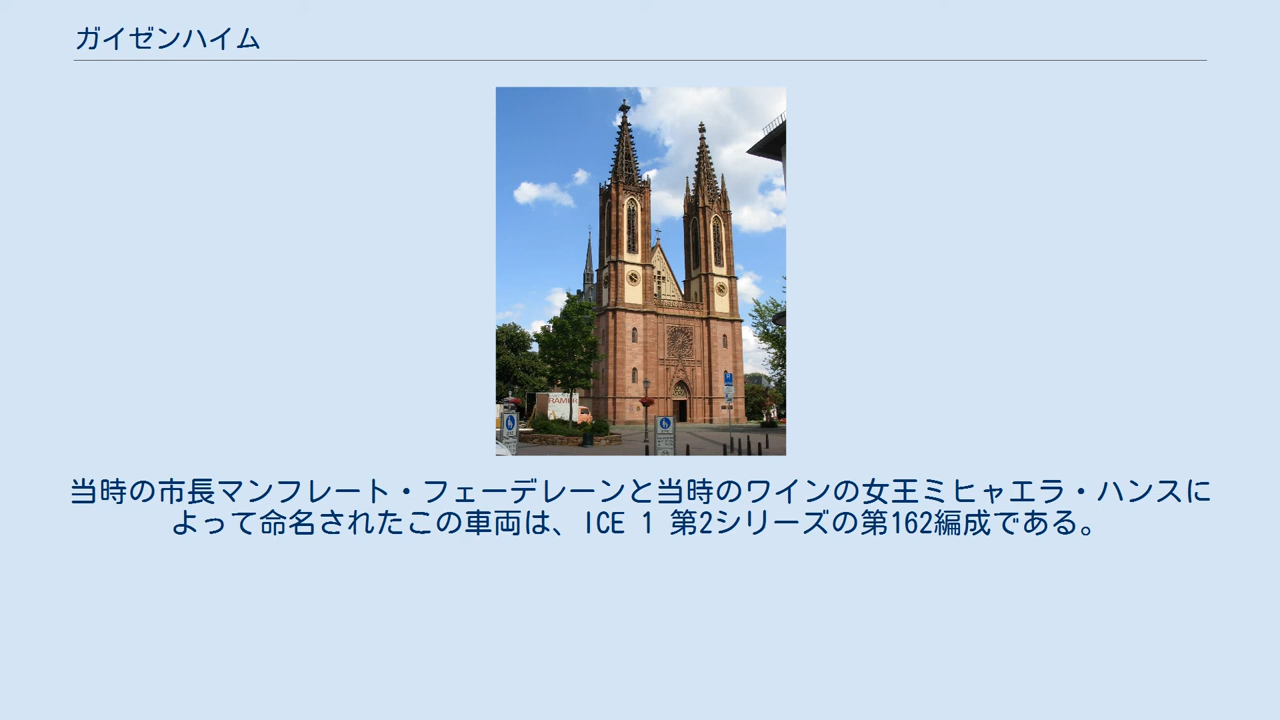 ガイゼンハイム
KRÄMER
当時の市長マンフレート・フェーデレーンと当時のワインの女王ミヒャエラ・ハンスに
よって命名されたこの車両は、ICE 1 第2シリーズの第162編成である。